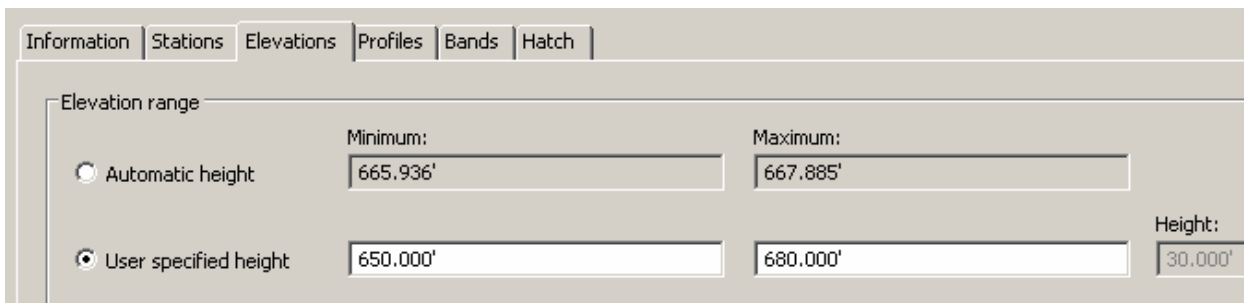 Information Stations Elevations Profiles Bands Hatch
Elevation range
Minimum: Maximum:
Automatic height 665.936' 667.885'
Height:
User specified height 650.000' 680.000' 30.000'